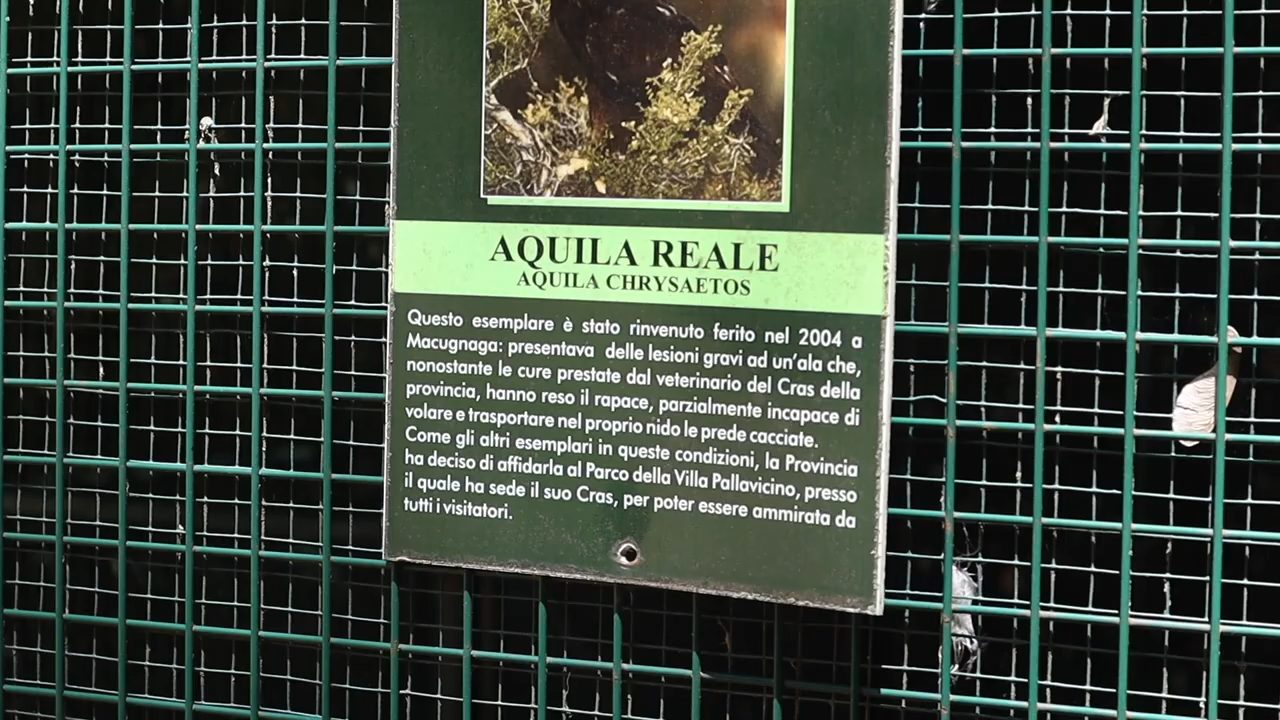 AQUILA REALE
AQUILA CHRYSAETOS
Questo esemplare è stato rinvenuto ferito nel 2004 a
Macugnaga: presentava delle lesioni gravi ad un'ala che,
nonostante le cure prestate dal veterinario del Cras della
provincia, hanno reso il rapace, parzialmente incapace di
volare e trasportare nel proprio nido le prede cacciate.
Come gli altri esemplari in queste condizioni, la Provincia
ha deciso di affidarla al Parco della Villa Pallavicino, presso
il quale ha sede il suo Cras, per poter essere ammirata da
tutti i visitatori.